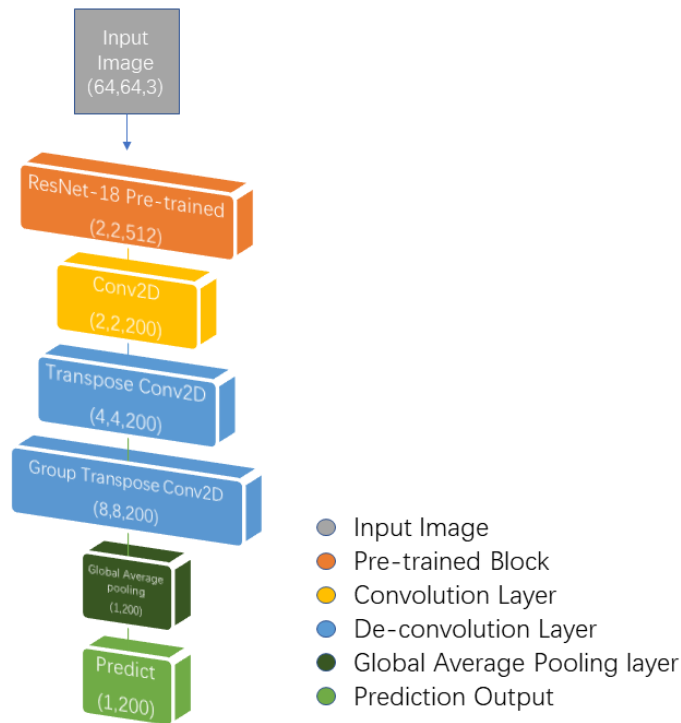 Input
Image
(64,64,3)
ResNet-18 Pre-trained
(2,2,512)
Conv2D
(2,2,200)
Transpose Conv2D
(4,4,200)
Group Transpose Conv2D
(8,8,200)
Global Average
pooling
(1,200)
Predict
(1,200)
Input Image
Pre-trained Block
Convolution Layer
De-convolution Layer
Global Average Pooling layer
Prediction Output